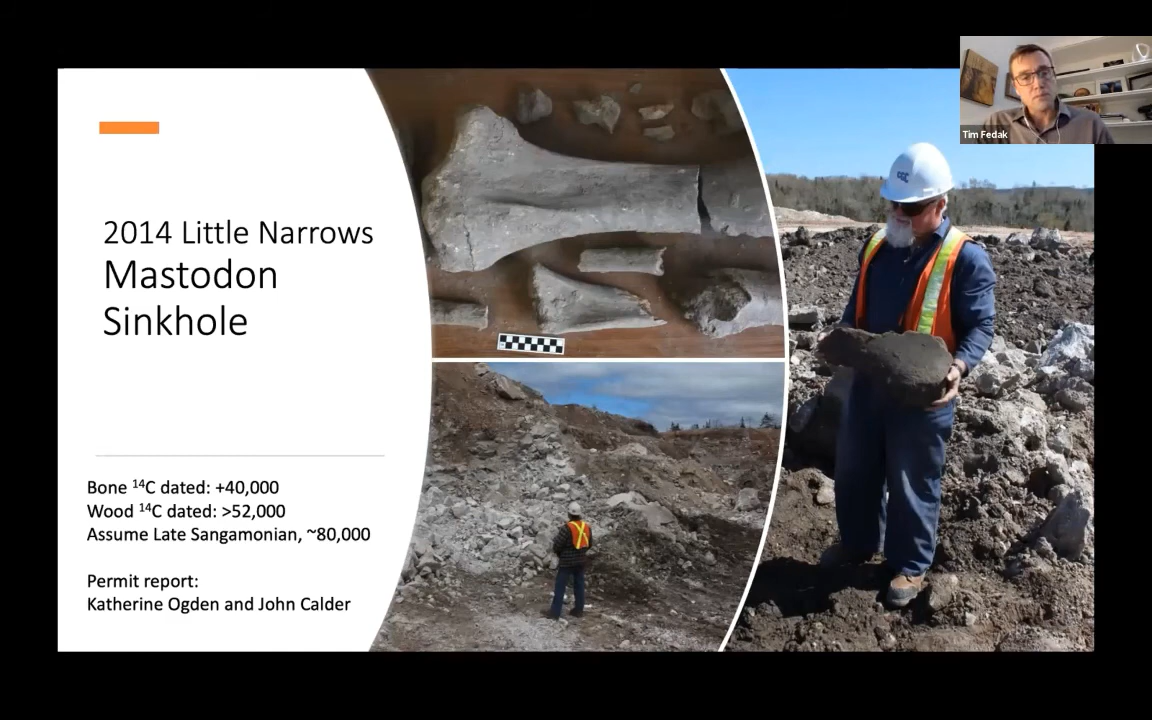 Tim Fedak
2014 Little Narrows
Mastodon
Sinkhole
Bone ¹⁴C dated: +40,000
Wood ¹⁴C dated: >52,000
Assume Late Sangamonian, ~80,000
Permit report:
Katherine Ogden and John Calder